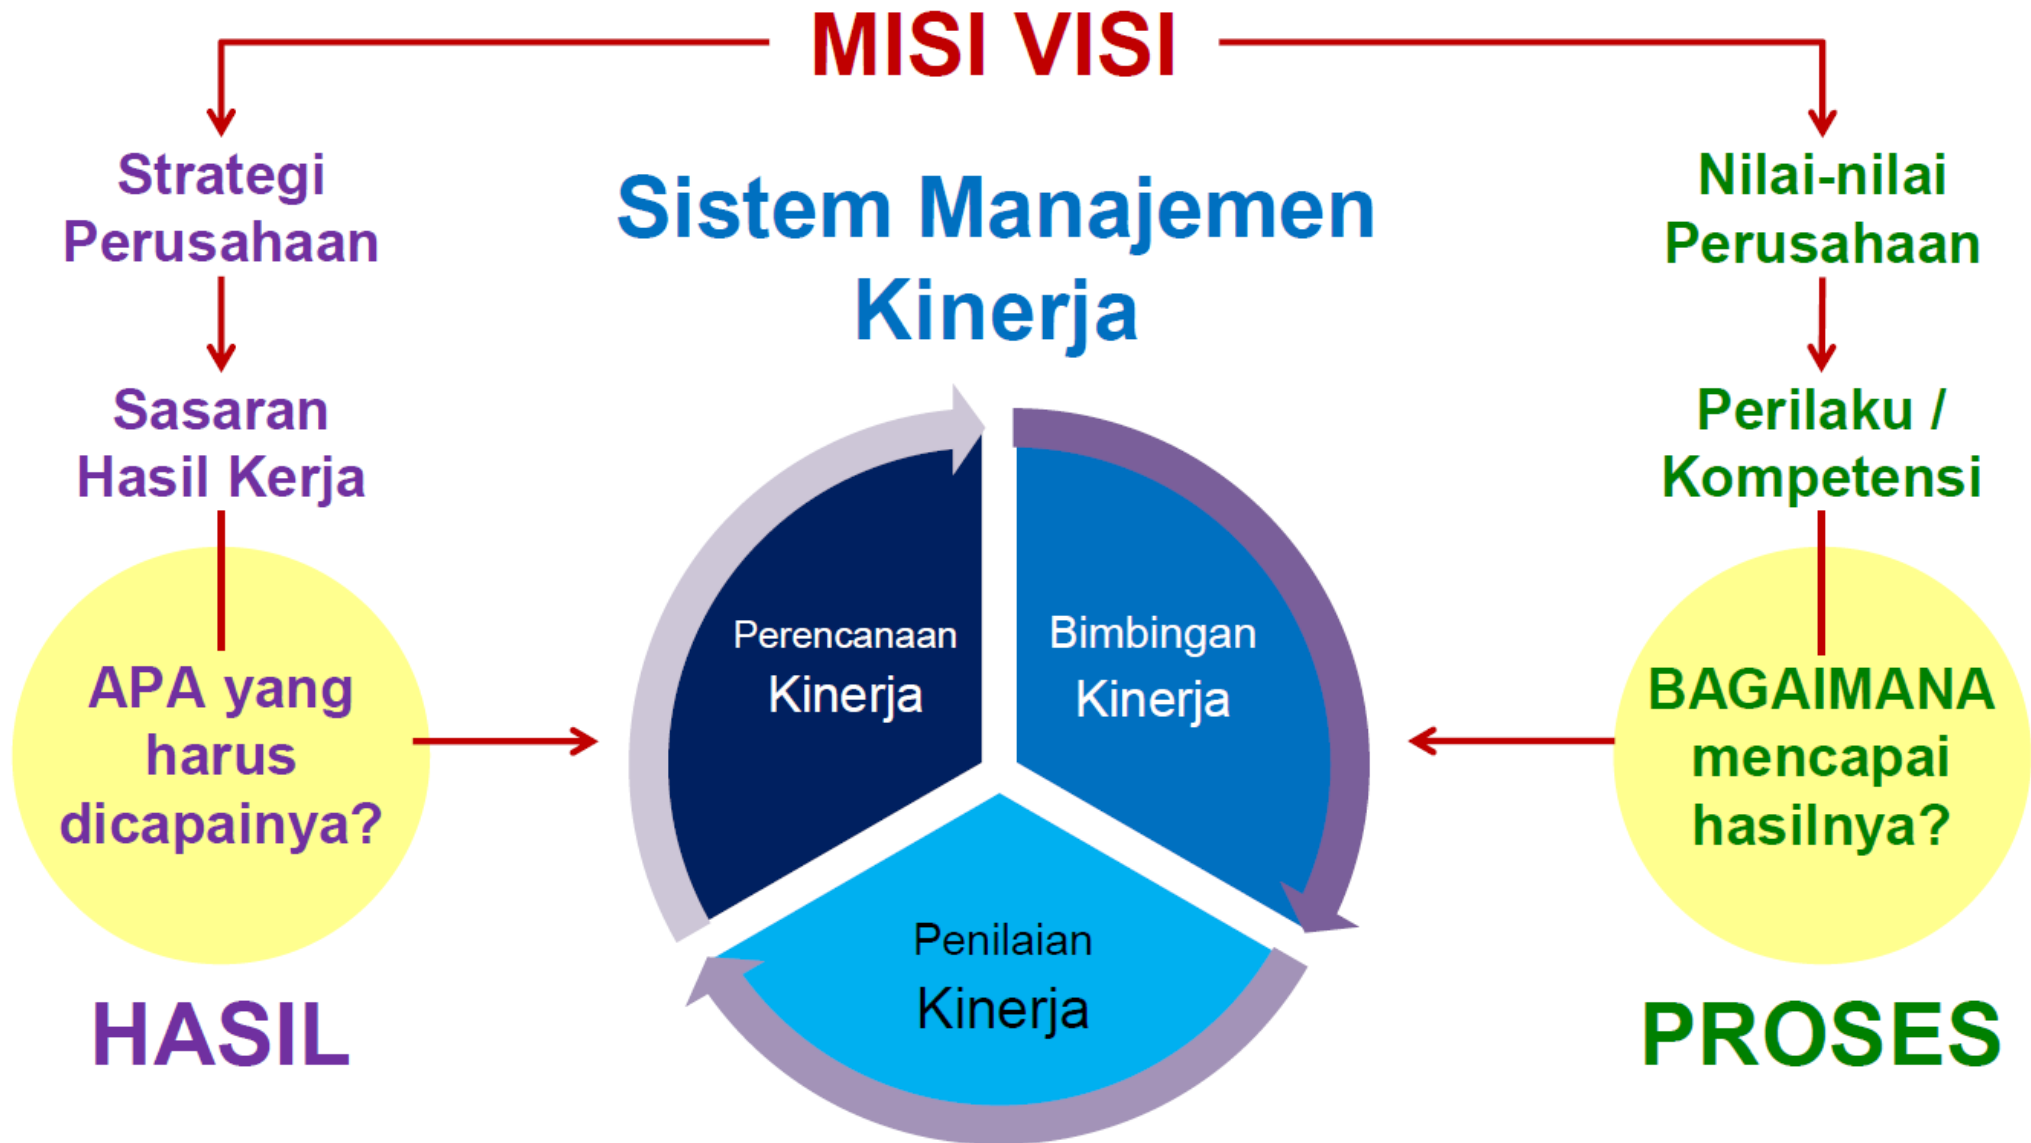 MISI VISI
Strategi
Perusahaan
Sasaran
Hasil Kerja
APA yang
harus
dicapainya?
HASIL
Sistem Manajemen
Kinerja
Perencanaan
Kinerja
Bimbingan
Kinerja
Penilaian
Kinerja
Nilai-nilai
Perusahaan
Perilaku /
Kompetensi
BAGAIMANA
mencapai
hasilnya?
PROSES